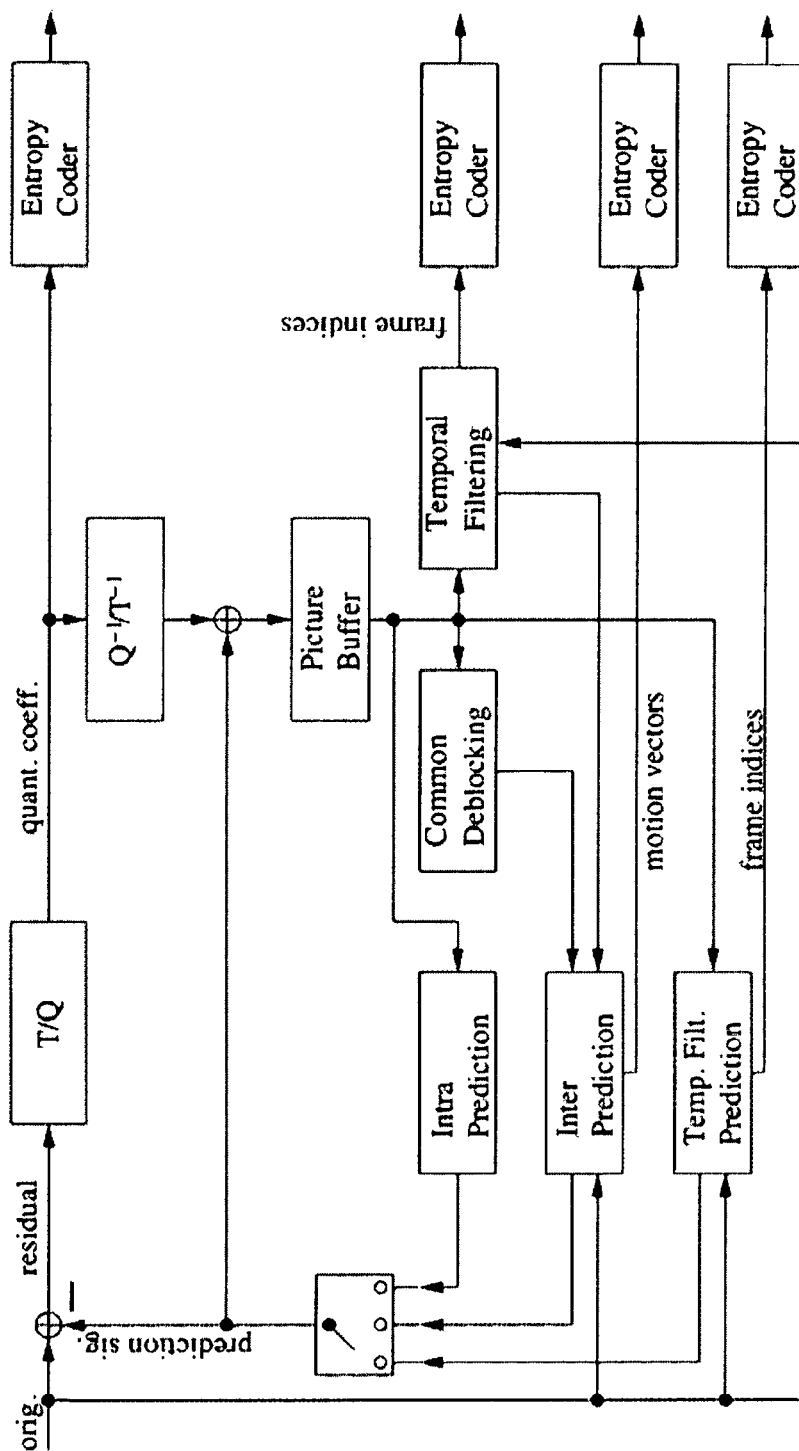 orig.
residual
T/Q
quant. coeff.
Entropy
Coder
prediction sig.
Q⁻¹/T⁻¹
Picture
Buffer
Intra
Prediction
Common
Deblocking
Temporal
Filtering
frame indices
Entropy
Coder
Inter
Prediction
motion vectors
Entropy
Coder
Temp. Filt.
Prediction
frame indices
Entropy
Coder